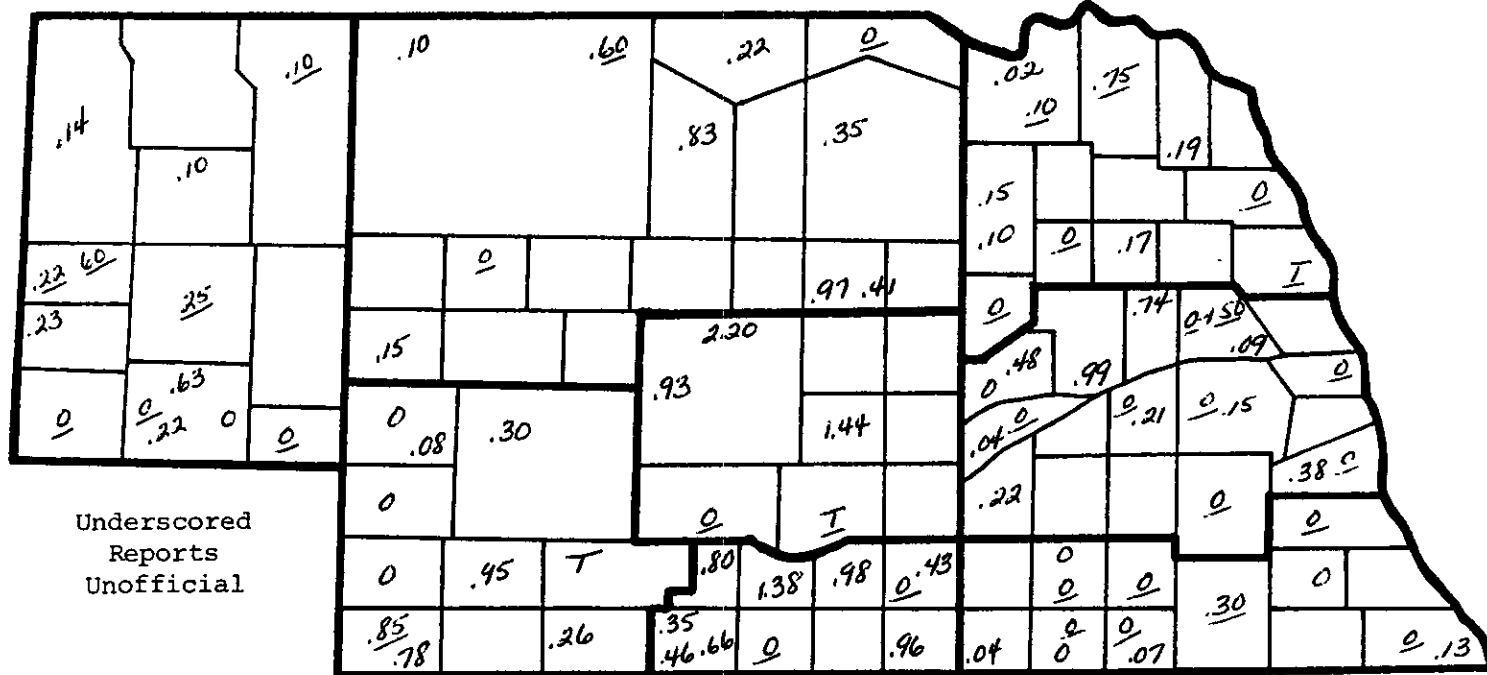 .10 .60 .22 0
.10
.02 .75
.10
.14 .83 .35
.19
.10 .15 0
.10 0 .17
.22 60 0 T
.25 .97 .41
.23 0 .74 0+.50
.09
.15 2.20 .48
.63 .93 0 .99 0
0 0 0 0 .08 .30 1.44 .04 0 0 .21 0 .15
.22 0
.38 0
0 .22 0
0 T 0
Underscored
Reports
Unofficial
0 .45 T .80 1.38 .98 0 .43 0 0
0 0
.30
.85 .26 .35 0 .96 .04 0 0 0 .13
.78 .46 .66 0 .07